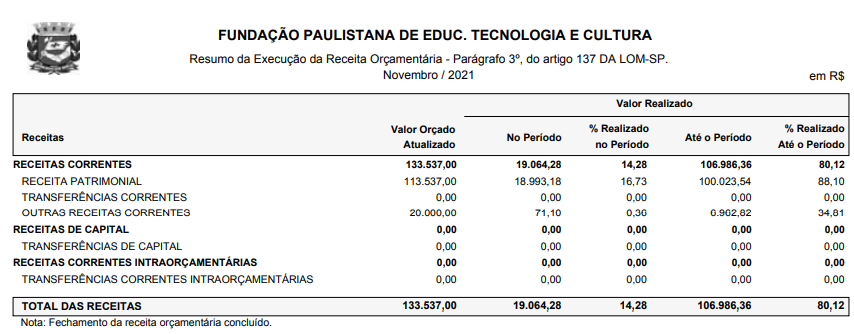 FUNDAÇÃO PAULISTANA DE EDUC. TECNOLOGIA E CULTURA
Resumo da Execução da Receita Orçamentária - Parágrafo 3º, do artigo 137 DA LOM-SP.
Novembro / 2021
em R$
Valor Realizado
Receitas Valor Orçado Atualizado No Período % Realizado no Período Até o Período % Realizado Até o Período
RECEITAS CORRENTES 133.537,00 19.064,28 14,28 106.986,36 80,12
RECEITA PATRIMONIAL 113.537,00 18.993,18 16,73 100.023,54 88,10
TRANSFERÊNCIAS CORRENTES 0,00 0,00 0,00 0,00 0,00
OUTRAS RECEITAS CORRENTES 20.000,00 71,10 0,36 6.962,82 34,81
RECEITAS DE CAPITAL 0,00 0,00 0,00 0,00 0,00
TRANSFERÊNCIAS DE CAPITAL 0,00 0,00 0,00 0,00 0,00
RECEITAS CORRENTES INTRAORÇAMENTÁRIAS 0,00 0,00 0,00 0,00 0,00
TRANSFERÊNCIAS CORRENTES INTRAORÇAMENTÁRIAS 0,00 0,00 0,00 0,00 0,00
TOTAL DAS RECEITAS 133.537,00 19.064,28 14,28 106.986,36 80,12
Nota: Fechamento da receita orçamentária concluído.